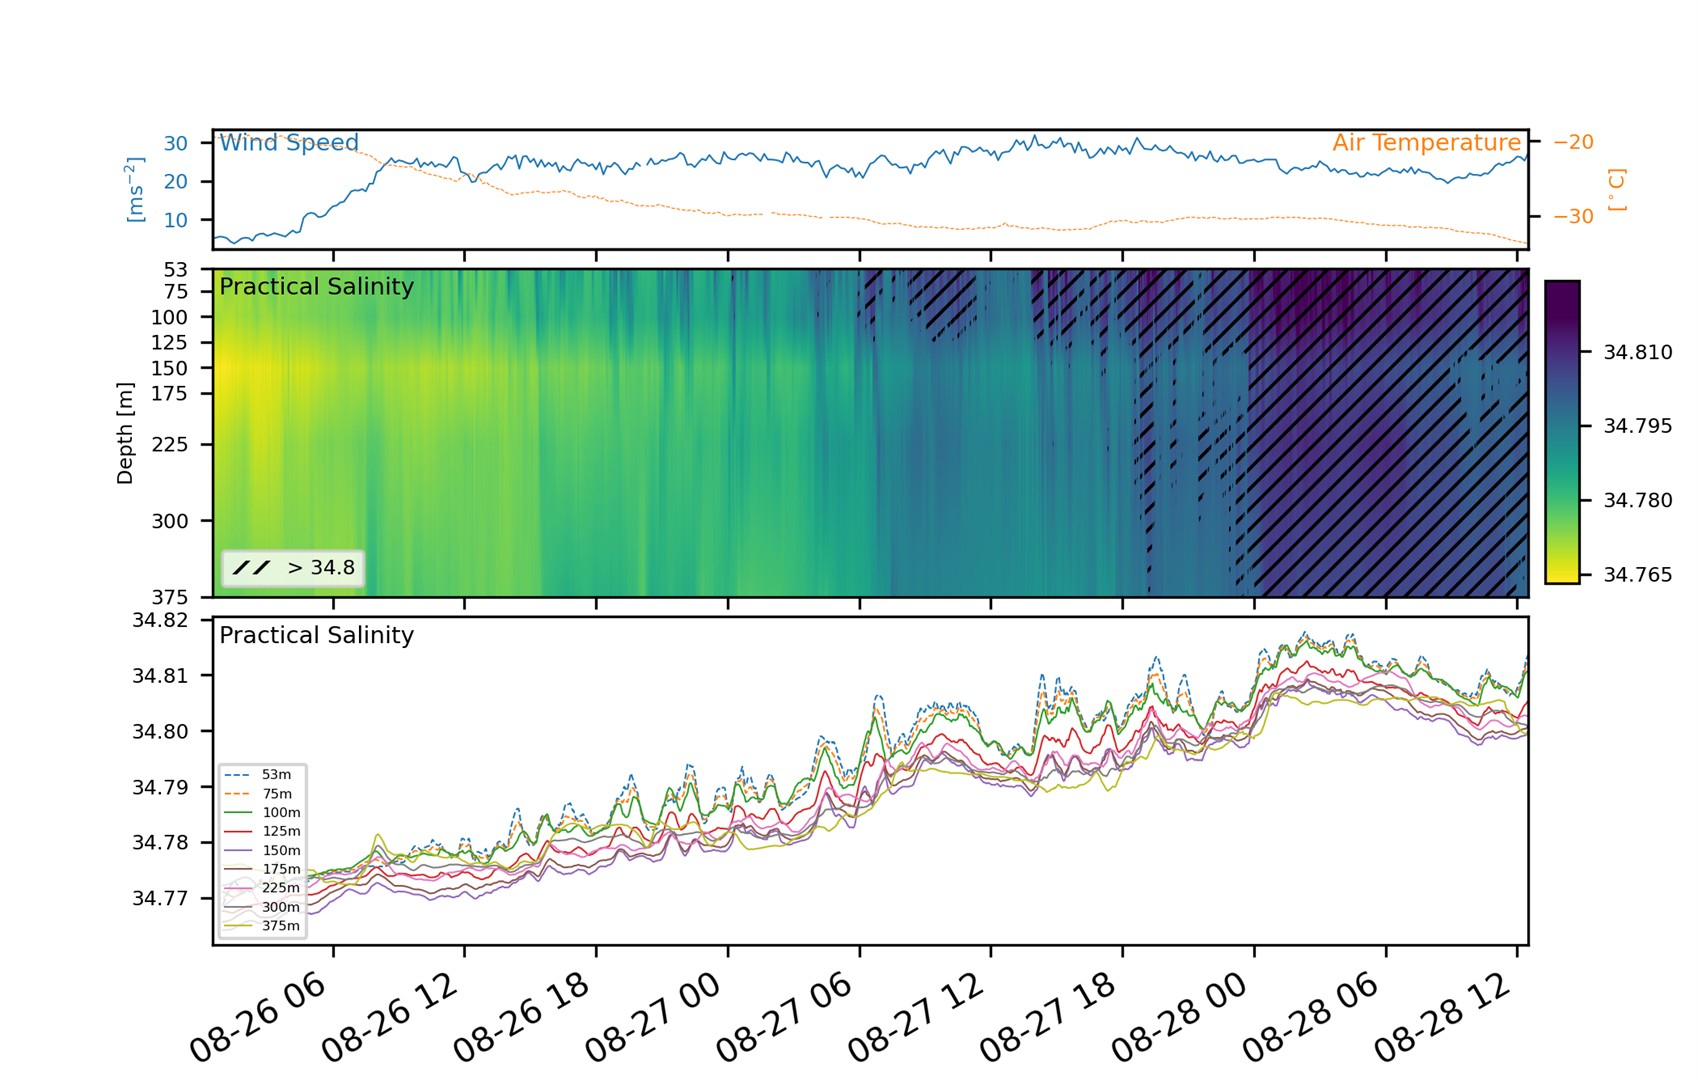 Wind Speed
Air Temperature
30
20
10
[ms⁻²]
−20
−30
[°C]
Practical Salinity
53
75
100
125
150
175
225
300
375
Depth [m]
// > 34.8
34.810
34.795
34.780
34.765
Practical Salinity
34.82
34.81
34.80
34.79
34.78
34.77
53m
75m
100m
125m
150m
175m
225m
300m
375m
08-26 06
08-26 12
08-26 18
08-27 00
08-27 06
08-27 12
08-27 18
08-28 00
08-28 06
08-28 12